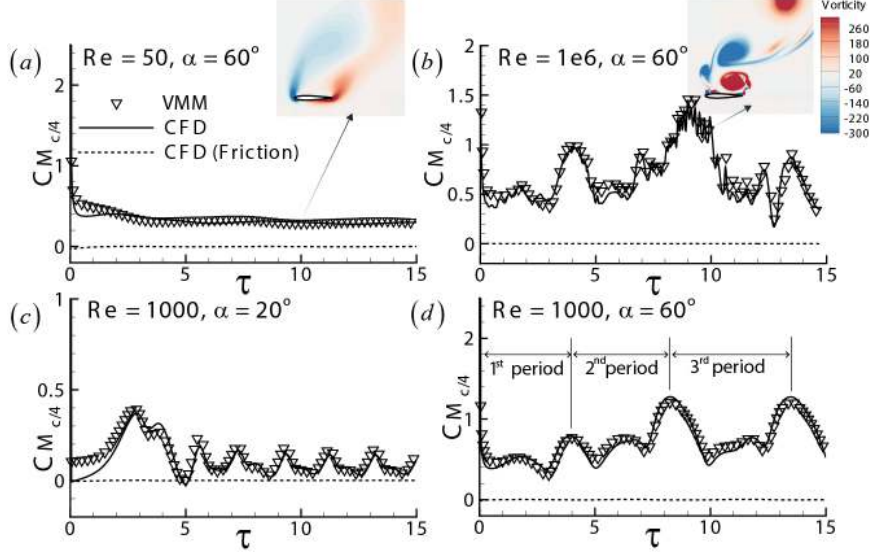 (a) Re = 50, α = 60°
2
1
0
C M c/4
VMM
CFD
CFD (Friction)
0 5 10 15
τ
(b) Re = 1e6, α = 60°
2
1.5
1
0.5
0
C M c/4
0 5 10 15
τ
Vorticity
260
180
100
20
-60
-140
-220
-300
(c) Re = 1000, α = 20°
1
0.5
0
C M c/4
0 5 10 15
τ
(d) Re = 1000, α = 60°
2
1
0
C M c/4
1st period 2nd period 3rd period
0 5 10 15
τ